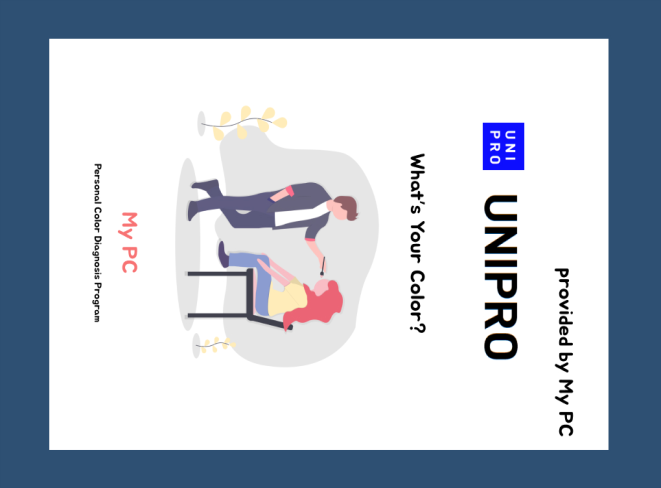 provided by My PC
UNI
PRO
UNIPRO
What's Your Color?
My PC
Personal Color Diagnosis Program